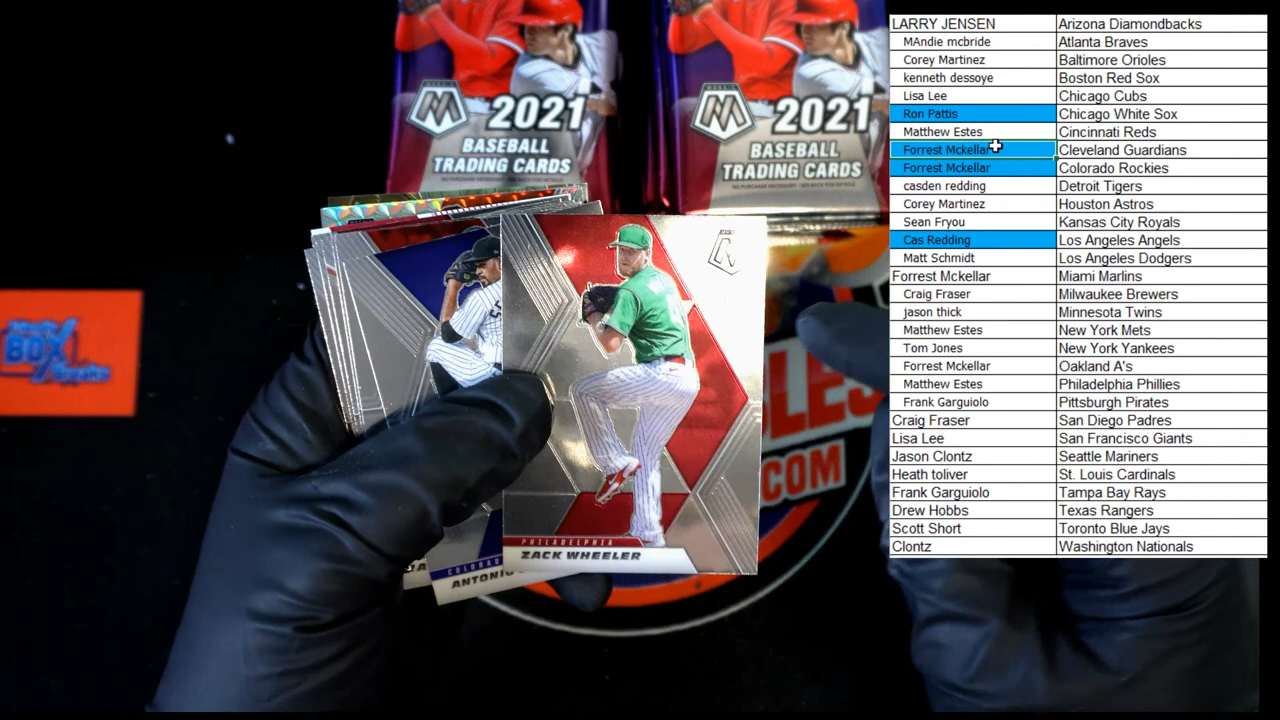 2021
BASEBALL
TRADING CARDS
2021
BASEBALL
TRADING CARDS
BOX
Breaks
COM
PHILADELPHIA
ZACK WHEELER
COLORADO
ANTONIO
LARRY JENSEN Arizona Diamondbacks
MAndie mcbride Atlanta Braves
Corey Martinez Baltimore Orioles
kenneth dessoye Boston Red Sox
Lisa Lee Chicago Cubs
Ron Pattis Chicago White Sox
Matthew Estes Cincinnati Reds
Forrest Mckellar Cleveland Guardians
Forrest Mckellar Colorado Rockies
casden redding Detroit Tigers
Corey Martinez Houston Astros
Sean Fryou Kansas City Royals
Cas Redding Los Angeles Angels
Matt Schmidt Los Angeles Dodgers
Forrest Mckellar Miami Marlins
Craig Fraser Milwaukee Brewers
jason thick Minnesota Twins
Matthew Estes New York Mets
Tom Jones New York Yankees
Forrest Mckellar Oakland A's
Matthew Estes Philadelphia Phillies
Frank Garguiolo Pittsburgh Pirates
Craig Fraser San Diego Padres
Lisa Lee San Francisco Giants
Jason Clontz Seattle Mariners
Heath toliver St. Louis Cardinals
Frank Garguiolo Tampa Bay Rays
Drew Hobbs Texas Rangers
Scott Short Toronto Blue Jays
Clontz Washington Nationals